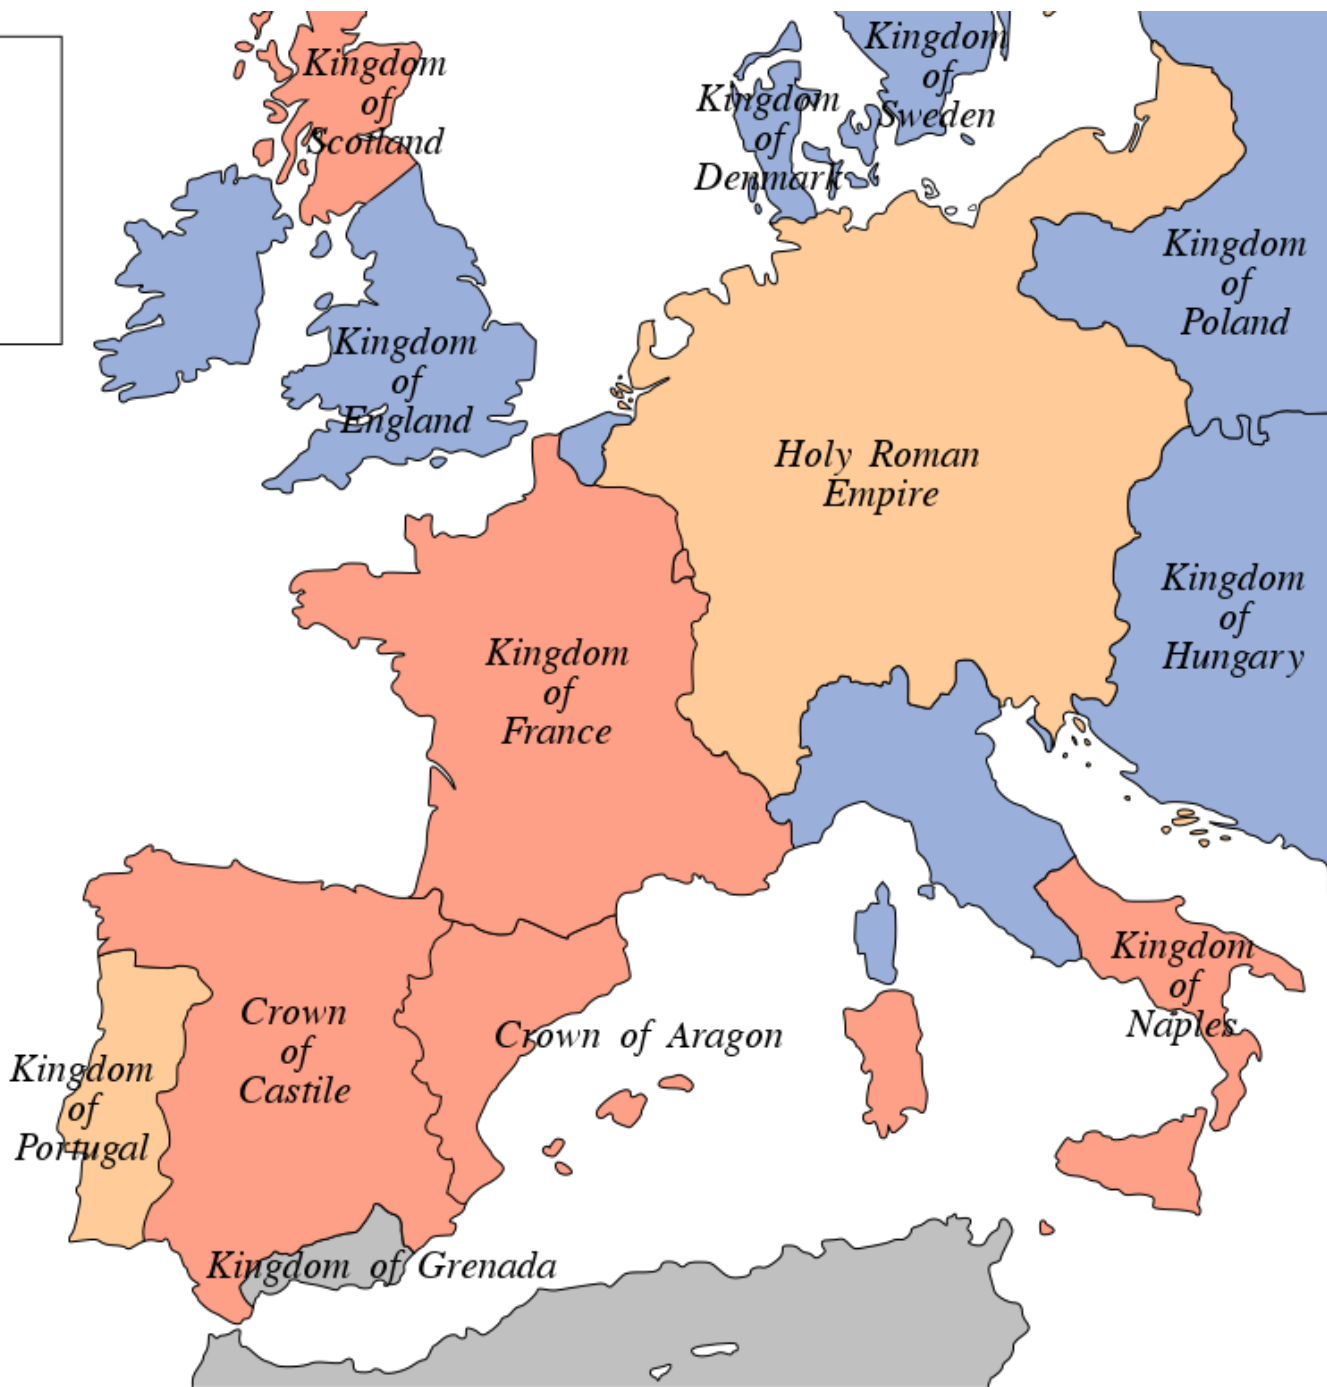 Kingdom
of
Scotland
Kingdom
of
Denmark
Kingdom
of
Sweden
Kingdom
of
Poland
Kingdom
of
England
Holy Roman
Empire
Kingdom
of
Hungary
Kingdom
of
France
Kingdom
of
Naples
Crown
of
Castile
Crown of Aragon
Kingdom
of
Portugal
Kingdom of Grenada